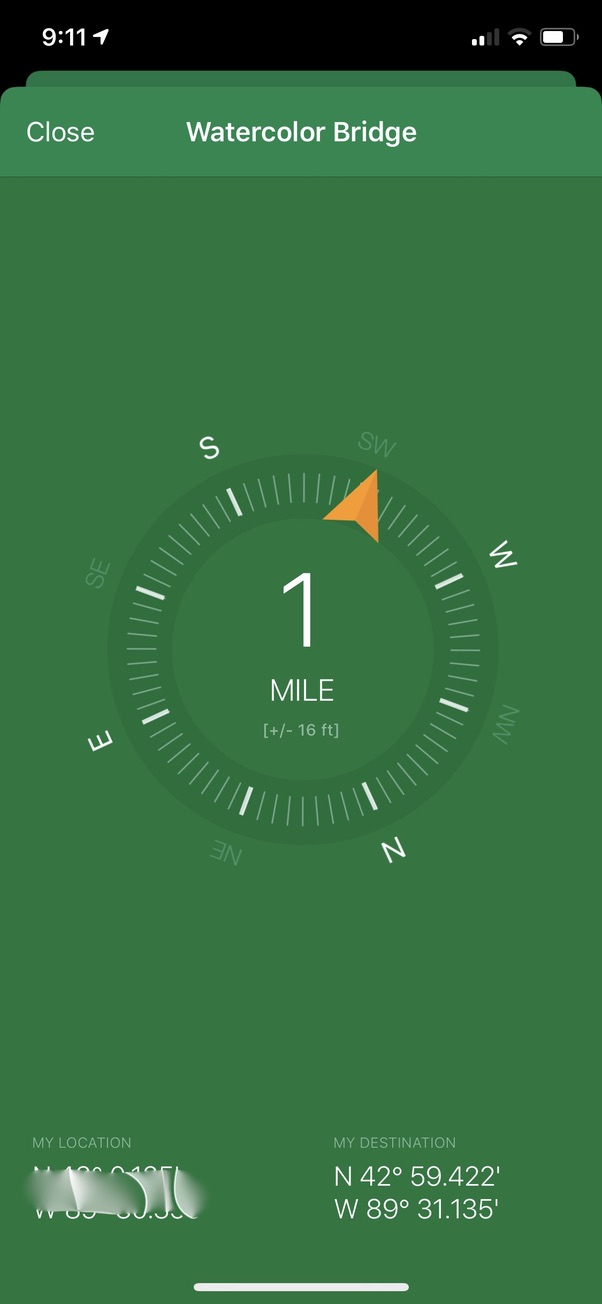 9:11
Close
Watercolor Bridge
S
SW
SE
W
1
MILE
[+/- 16 ft]
E
NW
NE
N
MY LOCATION
MY DESTINATION
N 42° 59.422'
W 89° 31.135'